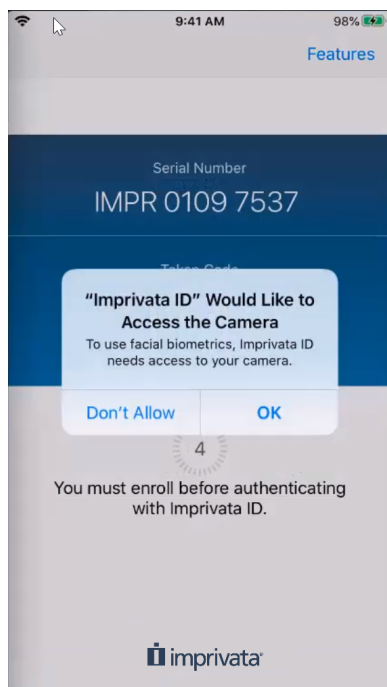 9:41 AM
98%
Features
Serial Number
IMPR 0109 7537
Token Code
“Imprivata ID” Would Like to
Access the Camera
To use facial biometrics, Imprivata ID
needs access to your camera.
Don’t Allow
OK
4
You must enroll before authenticating
with Imprivata ID.
imprivata®